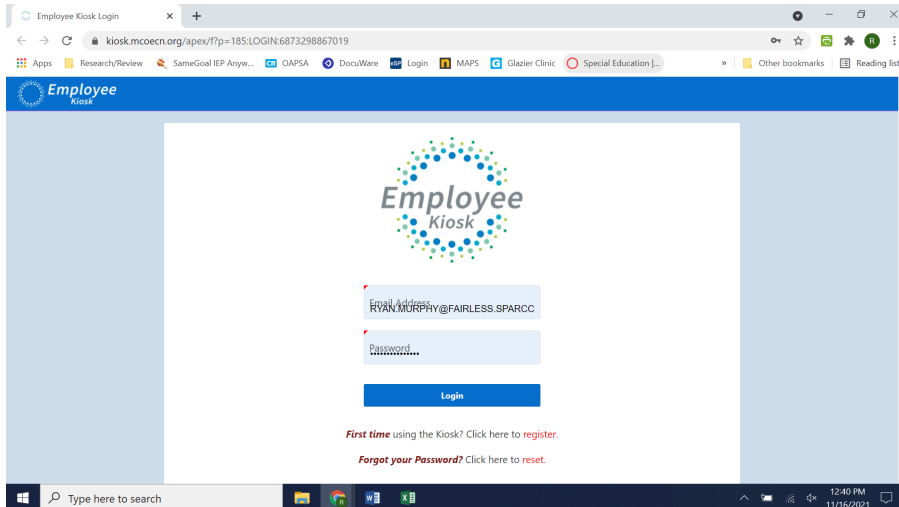 Employee Kiosk Login
kiosk.mcoecn.org/apex/f?p=185:LOGIN:6873298867019
R
Apps Research/Review SameGoal IEP Anyw... CR OAPSA DocuWare eSP Login MAPS G Glazier Clinic Special Education |... » Other bookmarks Reading list
Employee
Kiosk
Employee
Kiosk
Email Address
RYAN.MURPHY@FAIRLESS.SPARCC
Password
Login
First time using the Kiosk? Click here to register.
Forgot your Password? Click here to reset.
Type here to search
12:40 PM
11/16/2021